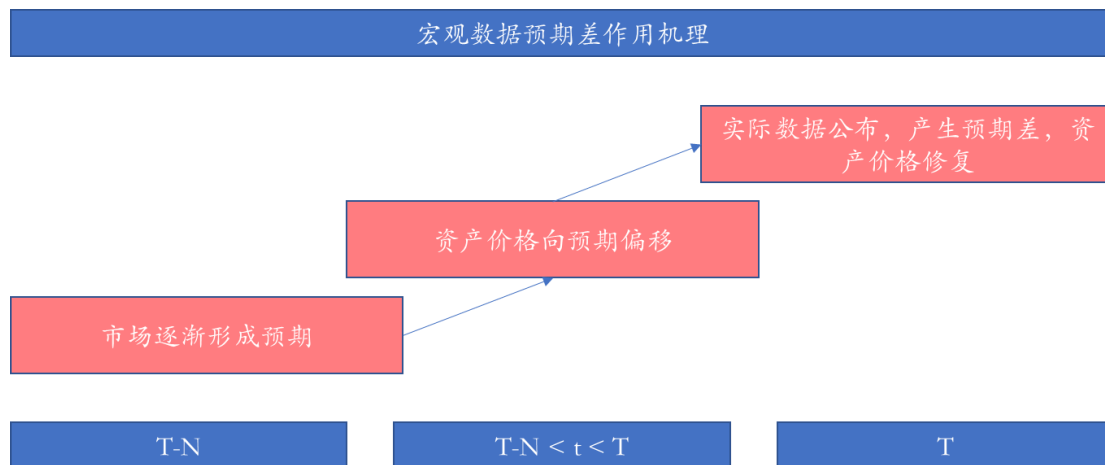 宏观数据预期差作用机理
实际数据公布，产生预期差，资
产价格修复
资产价格向预期偏移
市场逐渐形成预期
T-N
T-N < t < T
T